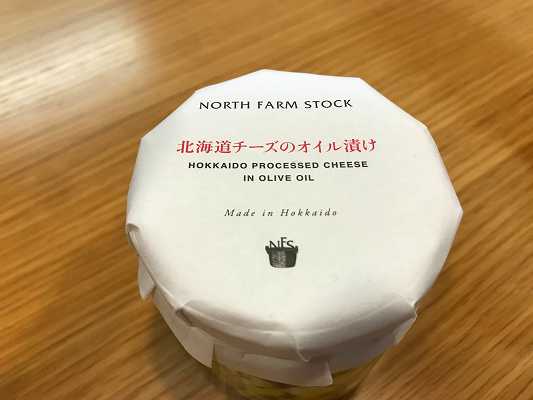 NORTH FARM STOCK
北海道チーズのオイル漬け
HOKKAIDO PROCESSED CHEESE
IN OLIVE OIL
Made in Hokkaido
NFS